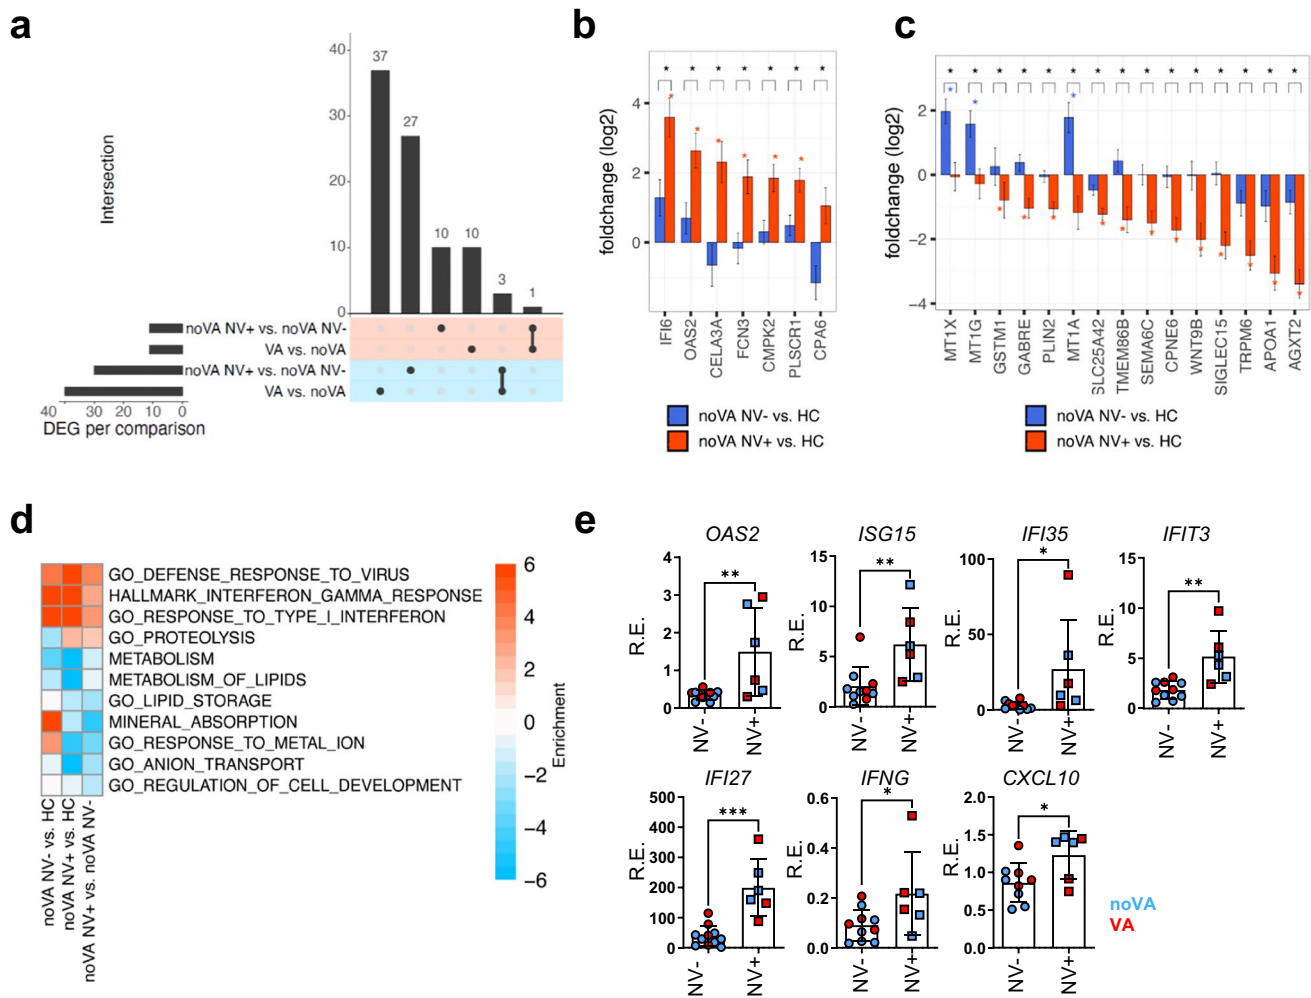 a
Intersection
40
30
20
10
0
37
27
10
10
3
1
noVA NV+ vs. noVA NV-
VA vs. noVA
noVA NV+ vs. noVA NV-
VA vs. noVA
40 30 20 10 0
DEG per comparison
b
foldchange (log2)
4
2
0
* * * * * * *
* * * * * *
IFI6
OAS2
CELA3A
FCN3
CMPK2
PLSCR1
CPA6
noVA NV- vs. HC
noVA NV+ vs. HC
c
foldchange (log2)
2
0
−2
−4
* * * * * * * * * * * * * * *
* * *
* * * * * * * * * * * *
MT1X
MT1G
GSTM1
GABRE
PLIN2
MT1A
SLC25A42
TMEM86B
SEMA6C
CPNE6
WNT9B
SIGLEC15
TRPM6
APOA1
AGXT2
noVA NV- vs. HC
noVA NV+ vs. HC
d
GO_DEFENSE_RESPONSE_TO_VIRUS
HALLMARK_INTERFERON_GAMMA_RESPONSE
GO_RESPONSE_TO_TYPE_I_INTERFERON
GO_PROTEOLYSIS
METABOLISM
METABOLISM_OF_LIPIDS
GO_LIPID_STORAGE
MINERAL_ABSORPTION
GO_RESPONSE_TO_METAL_ION
GO_ANION_TRANSPORT
GO_REGULATION_OF_CELL_DEVELOPMENT
noVA NV- vs. HC
noVA NV+ vs. HC
noVA NV+ vs. noVA NV-
6
4
2
0
−2
−4
−6
Enrichment
e
OAS2
R.E.
4
3
2
1
0
**
NV-
NV+
ISG15
R.E.
15
10
5
0
**
NV-
NV+
IFI35
R.E.
100
50
0
*
NV-
NV+
IFIT3
R.E.
15
10
5
0
**
NV-
NV+
IFI27
R.E.
500
400
300
200
100
0
***
NV-
NV+
IFNG
R.E.
0.6
0.4
0.2
0.0
*
NV-
NV+
CXCL10
R.E.
2.0
1.5
1.0
0.5
0.0
*
NV-
NV+
noVA
VA